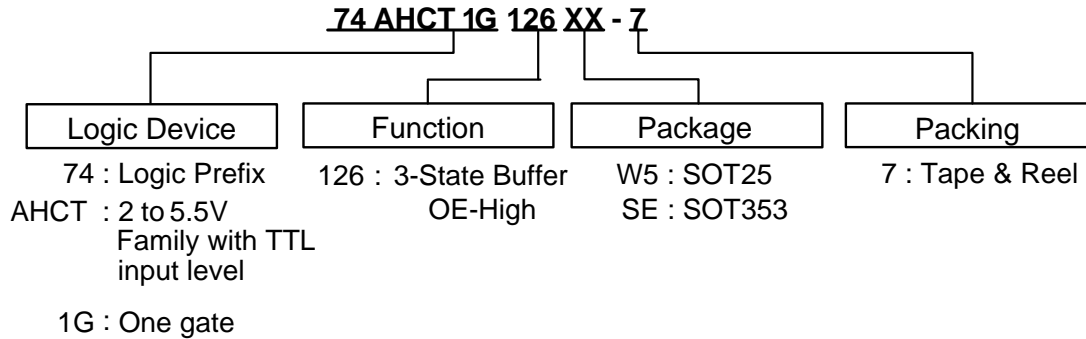 74 AHCT 1G 126 XX - 7
Logic Device
74 : Logic Prefix
AHCT : 2 to 5.5V
Family with TTL
input level
1G : One gate
Function
126 : 3-State Buffer
OE-High
Package
W5 : SOT25
SE : SOT353
Packing
7 : Tape & Reel